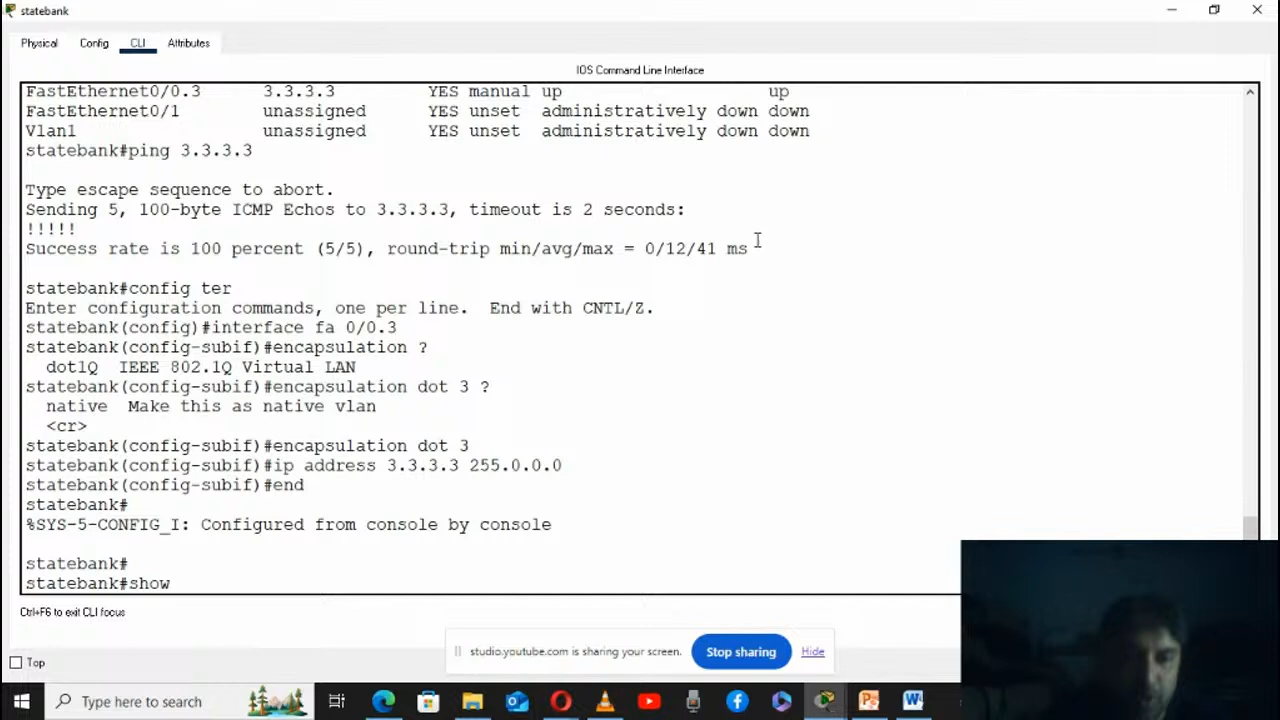 statebank
Physical Config CLI Attributes
IOS Command Line Interface
FastEthernet0/0.3 3.3.3.3 YES manual up up
FastEthernet0/1 unassigned YES unset administratively down down
Vlan1 unassigned YES unset administratively down down
statebank#ping 3.3.3.3
Type escape sequence to abort.
Sending 5, 100-byte ICMP Echos to 3.3.3.3, timeout is 2 seconds:
!!!!!
Success rate is 100 percent (5/5), round-trip min/avg/max = 0/12/41 ms
statebank#config ter
Enter configuration commands, one per line. End with CNTL/Z.
statebank(config)#interface fa 0/0.3
statebank(config-subif)#encapsulation ?
dot1Q IEEE 802.1Q Virtual LAN
statebank(config-subif)#encapsulation dot 3 ?
native Make this as native vlan
<cr>
statebank(config-subif)#encapsulation dot 3
statebank(config-subif)#ip address 3.3.3.3 255.0.0.0
statebank(config-subif)#end
statebank#
%SYS-5-CONFIG_I: Configured from console by console
statebank#
statebank#show
Ctrl+F6 to exit CLI focus
studio.youtube.com is sharing your screen. Stop sharing Hide
Top
Type here to search